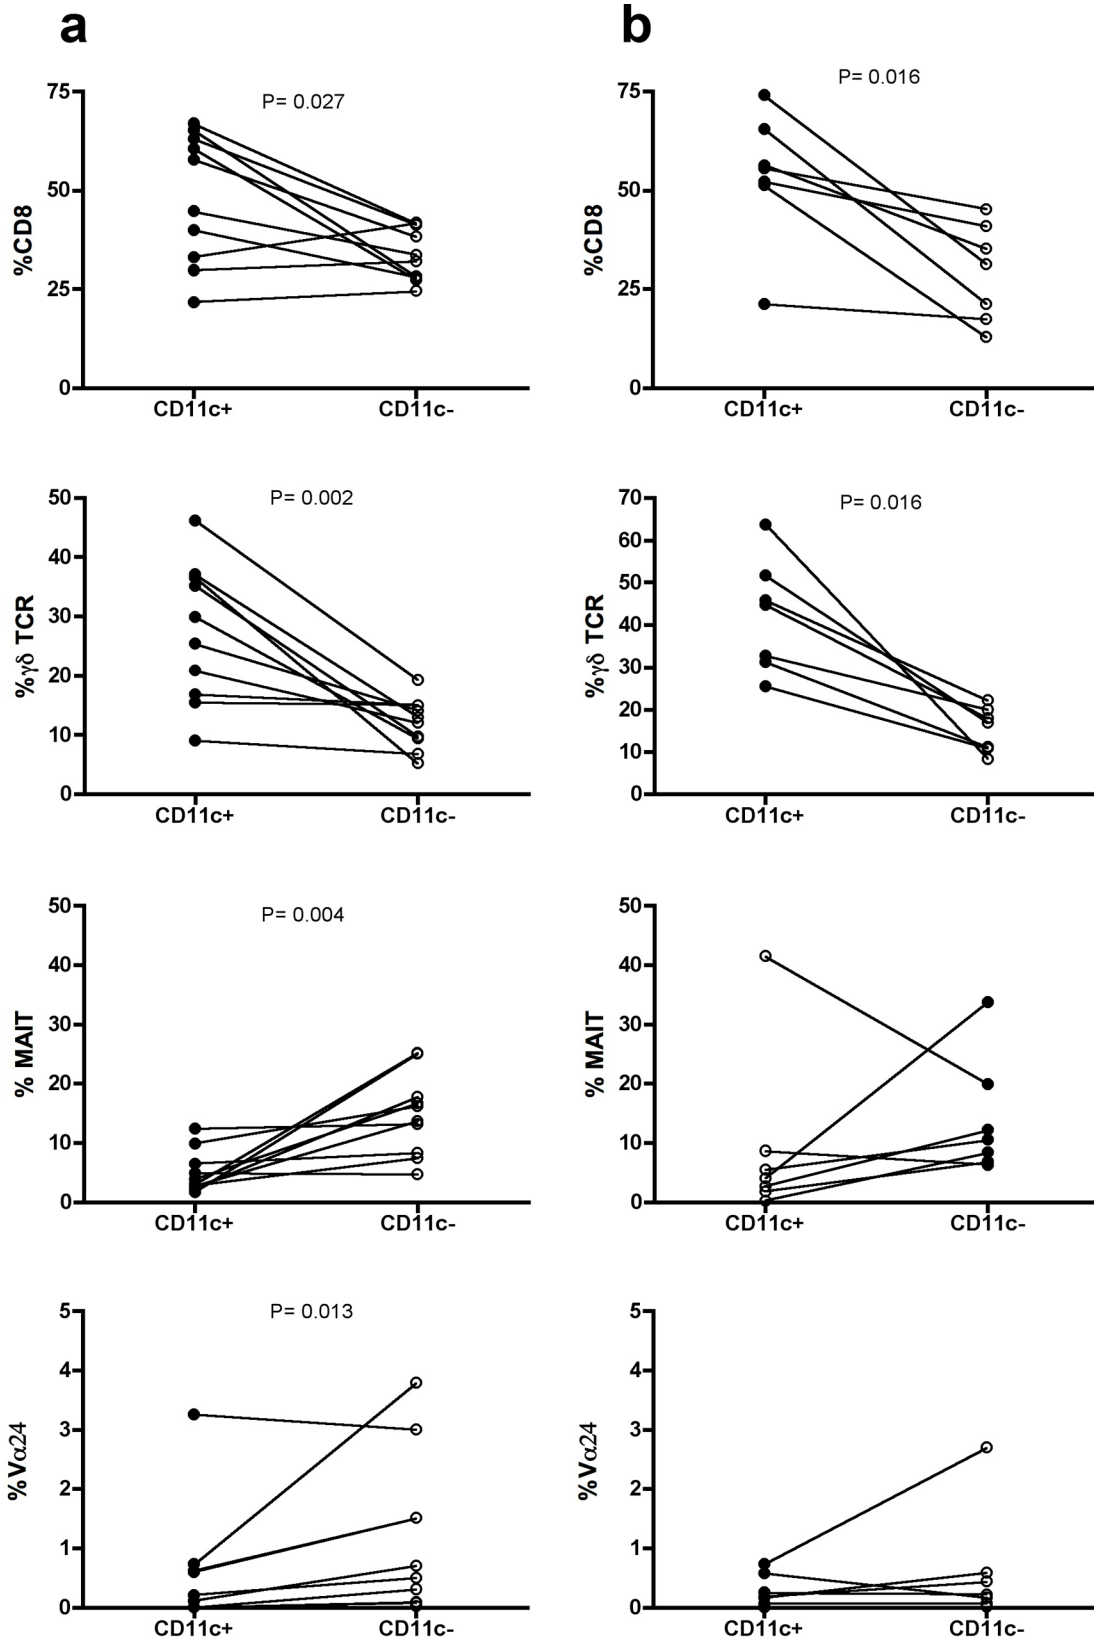 a
b
75
50
25
0
%CD8
P= 0.027
CD11c+
CD11c-
75
50
25
0
%CD8
P= 0.016
CD11c+
CD11c-
50
40
30
20
10
0
%γδ TCR
P= 0.002
CD11c+
CD11c-
70
60
50
40
30
20
10
0
%γδ TCR
P= 0.016
CD11c+
CD11c-
50
40
30
20
10
0
% MAIT
P= 0.004
CD11c+
CD11c-
50
40
30
20
10
0
% MAIT
CD11c+
CD11c-
5
4
3
2
1
0
%Vα24
P= 0.013
CD11c+
CD11c-
5
4
3
2
1
0
%Vα24
CD11c+
CD11c-